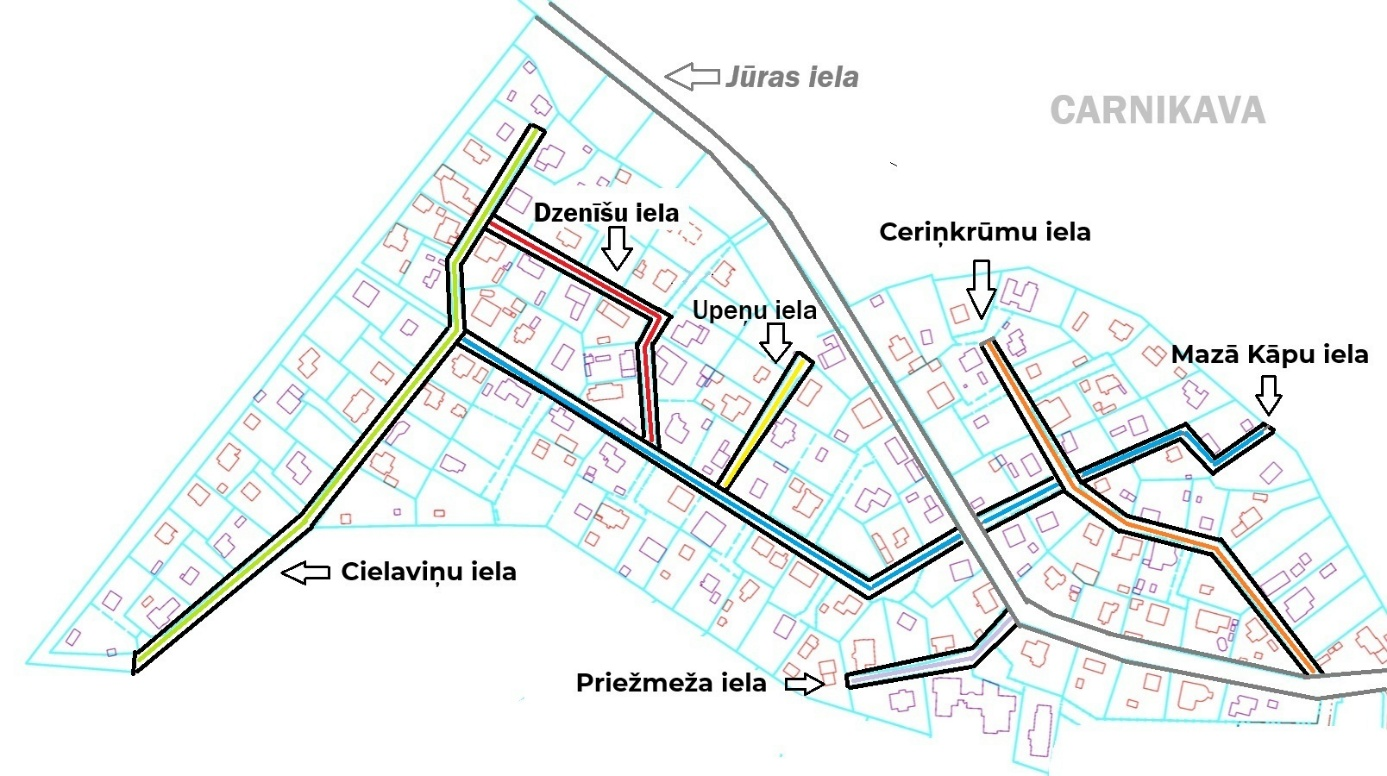 Jūras iela
CARNIKAVA
Dzenīšu iela
Ceriņkrūmu iela
Upeņu iela
Mazā Kāpu iela
Cielaviņu iela
Priežmeža iela